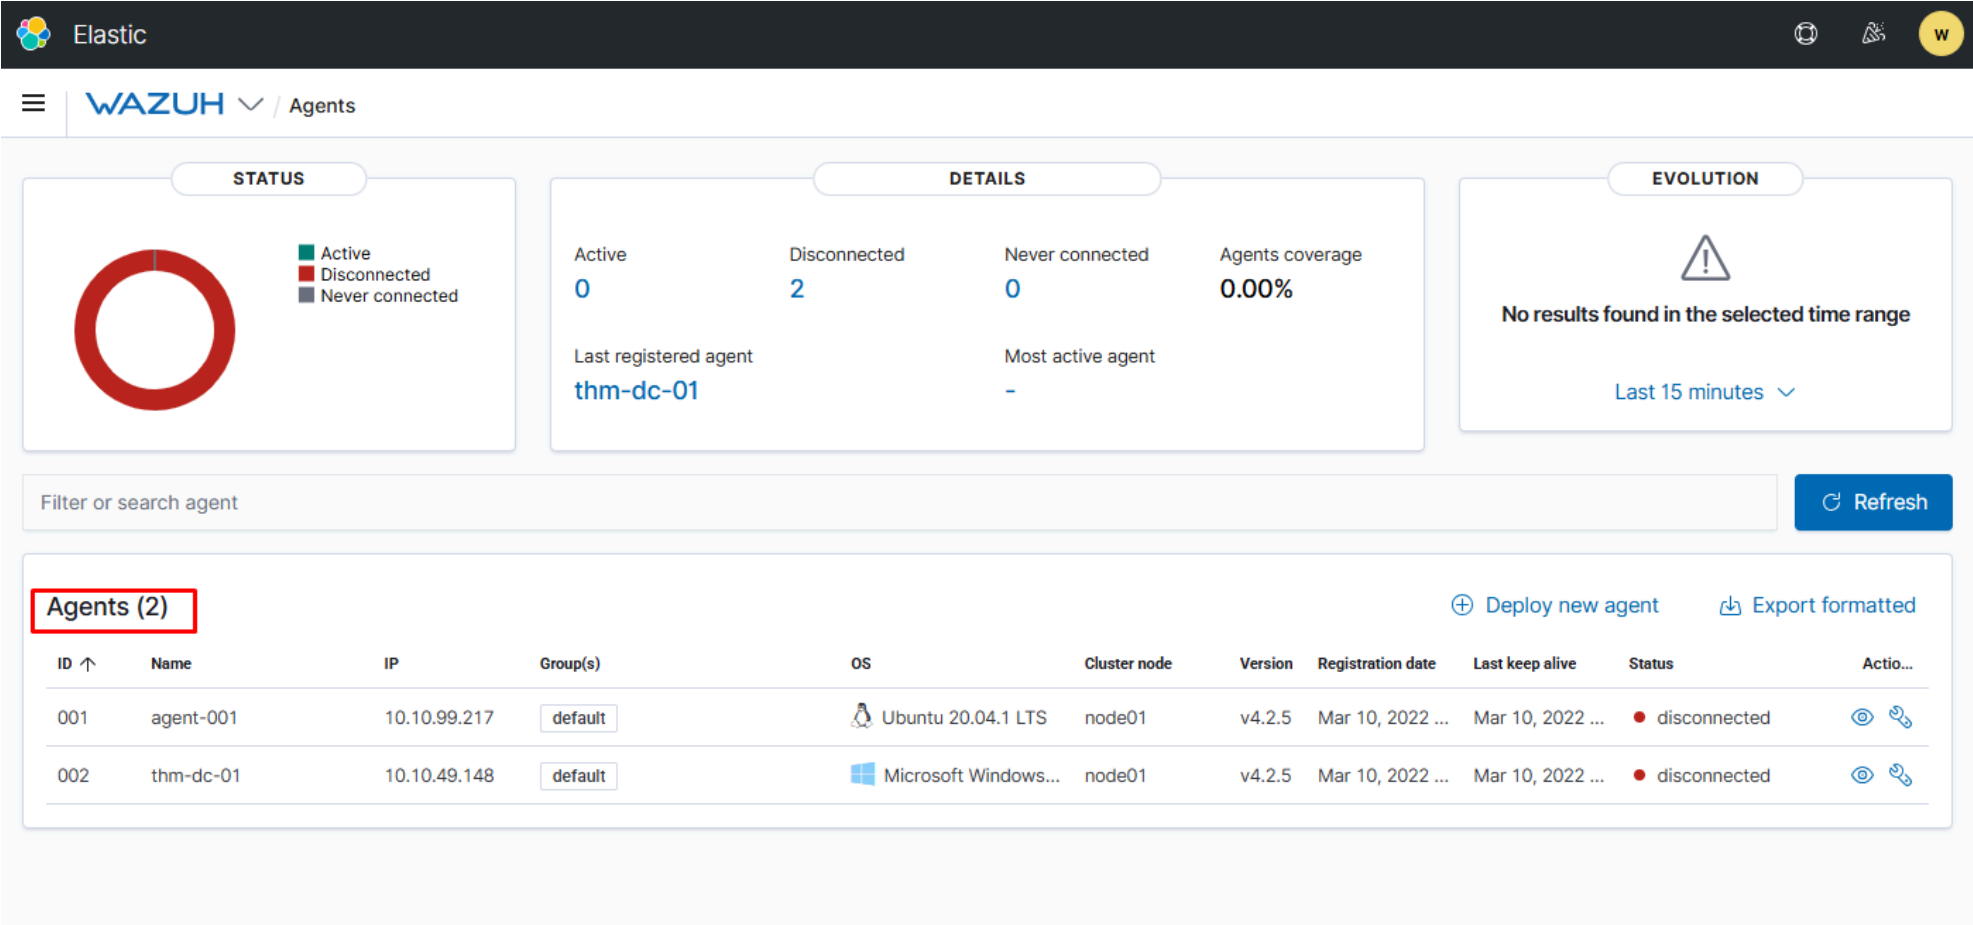 Elastic
W
WAZUH / Agents
STATUS
Active
Disconnected
Never connected
DETAILS
Active Disconnected Never connected Agents coverage
0 2 0 0.00%
Last registered agent Most active agent
thm-dc-01 -
EVOLUTION
No results found in the selected time range
Last 15 minutes
Filter or search agent
Refresh
Agents (2)
Deploy new agent Export formatted
ID Name IP Group(s) OS Cluster node Version Registration date Last keep alive Status Actio...
001 agent-001 10.10.99.217 default Ubuntu 20.04.1 LTS node01 v4.2.5 Mar 10, 2022 ... Mar 10, 2022 ... disconnected
002 thm-dc-01 10.10.49.148 default Microsoft Windows... node01 v4.2.5 Mar 10, 2022 ... Mar 10, 2022 ... disconnected